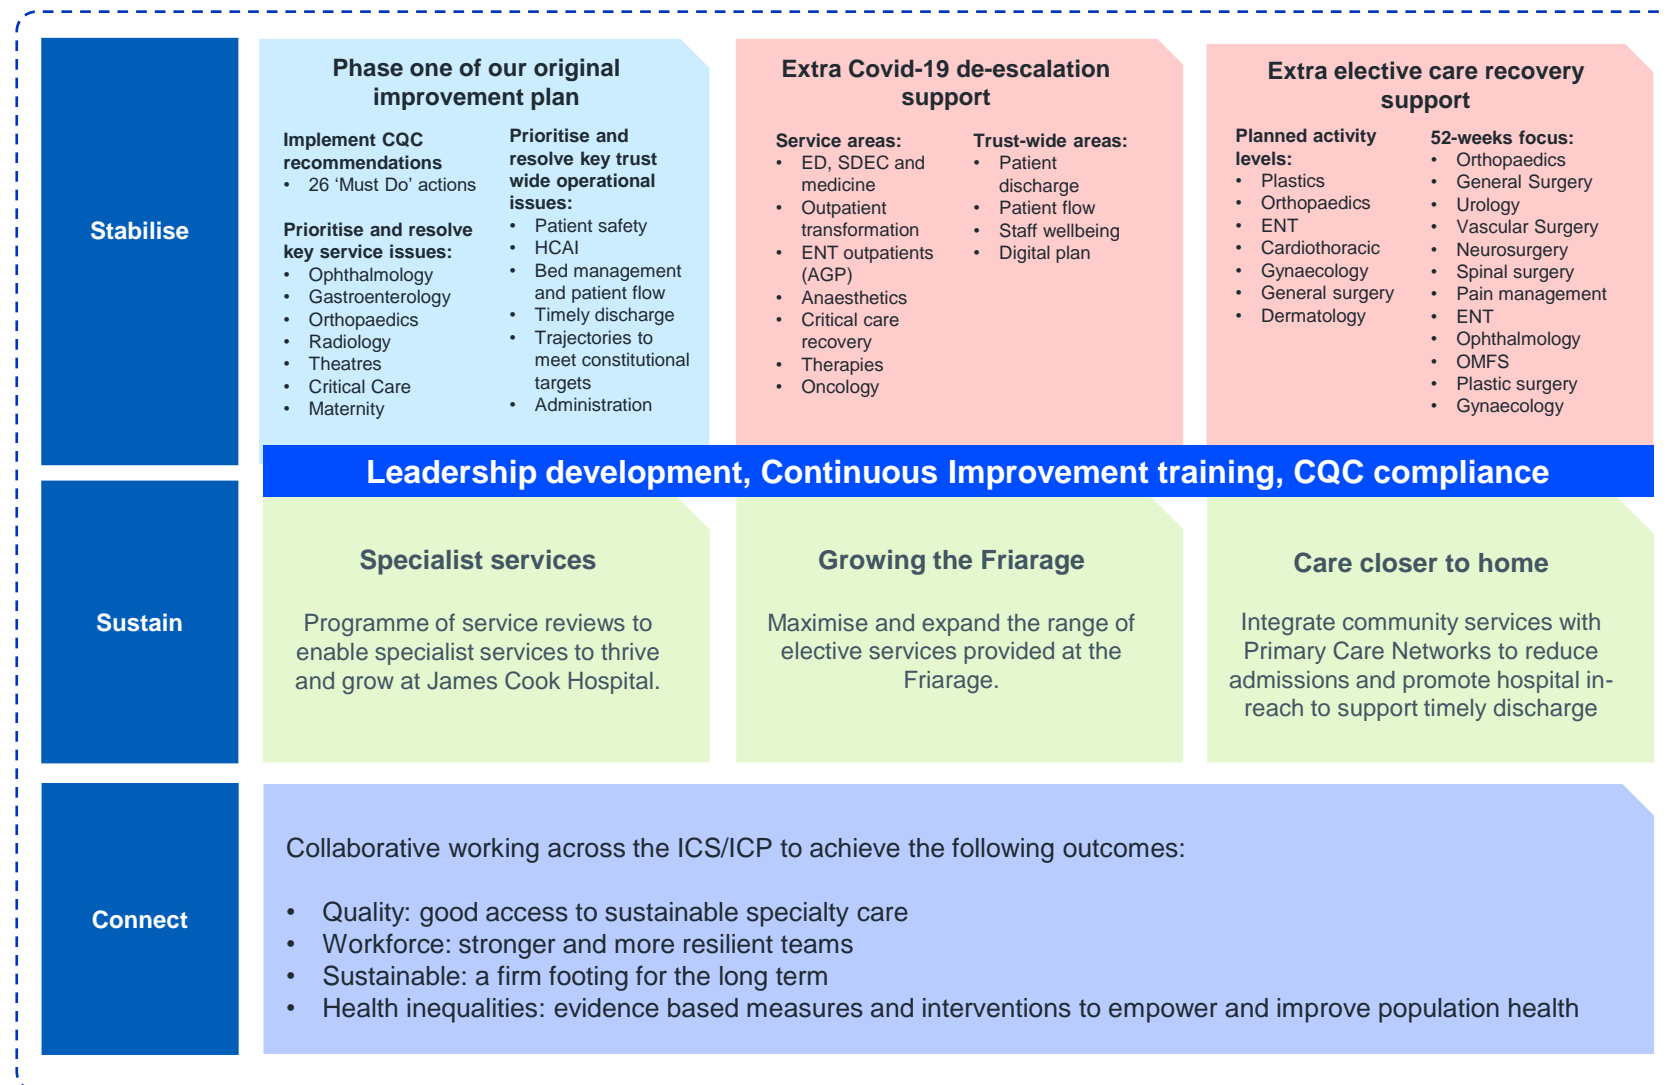 Stabilise
Phase one of our original
improvement plan
Implement CQC
recommendations
• 26 ‘Must Do’ actions
Prioritise and resolve
key service issues:
• Ophthalmology
• Gastroenterology
• Orthopaedics
• Radiology
• Theatres
• Critical Care
• Maternity
Prioritise and
resolve key trust
wide operational
issues:
• Patient safety
• HCAI
• Bed management
and patient flow
• Timely discharge
• Trajectories to
meet constitutional
targets
• Administration
Extra Covid-19 de-escalation
support
Service areas:
• ED, SDEC and
medicine
• Outpatient
transformation
• ENT outpatients
(AGP)
• Anaesthetics
• Critical care
recovery
• Therapies
• Oncology
Trust-wide areas:
• Patient
discharge
• Patient flow
• Staff wellbeing
• Digital plan
Extra elective care recovery
support
Planned activity
levels:
• Plastics
• Orthopaedics
• ENT
• Cardiothoracic
• Gynaecology
• General surgery
• Dermatology
52-weeks focus:
• Orthopaedics
• General Surgery
• Urology
• Vascular Surgery
• Neurosurgery
• Spinal surgery
• Pain management
• ENT
• Ophthalmology
• OMFS
• Plastic surgery
• Gynaecology
Leadership development, Continuous Improvement training, CQC compliance
Sustain
Specialist services
Programme of service reviews to
enable specialist services to thrive
and grow at James Cook Hospital.
Growing the Friarage
Maximise and expand the range of
elective services provided at the
Friarage.
Care closer to home
Integrate community services with
Primary Care Networks to reduce
admissions and promote hospital in-
reach to support timely discharge
Connect
Collaborative working across the ICS/ICP to achieve the following outcomes:
• Quality: good access to sustainable specialty care
• Workforce: stronger and more resilient teams
• Sustainable: a firm footing for the long term
• Health inequalities: evidence based measures and interventions to empower and improve population health